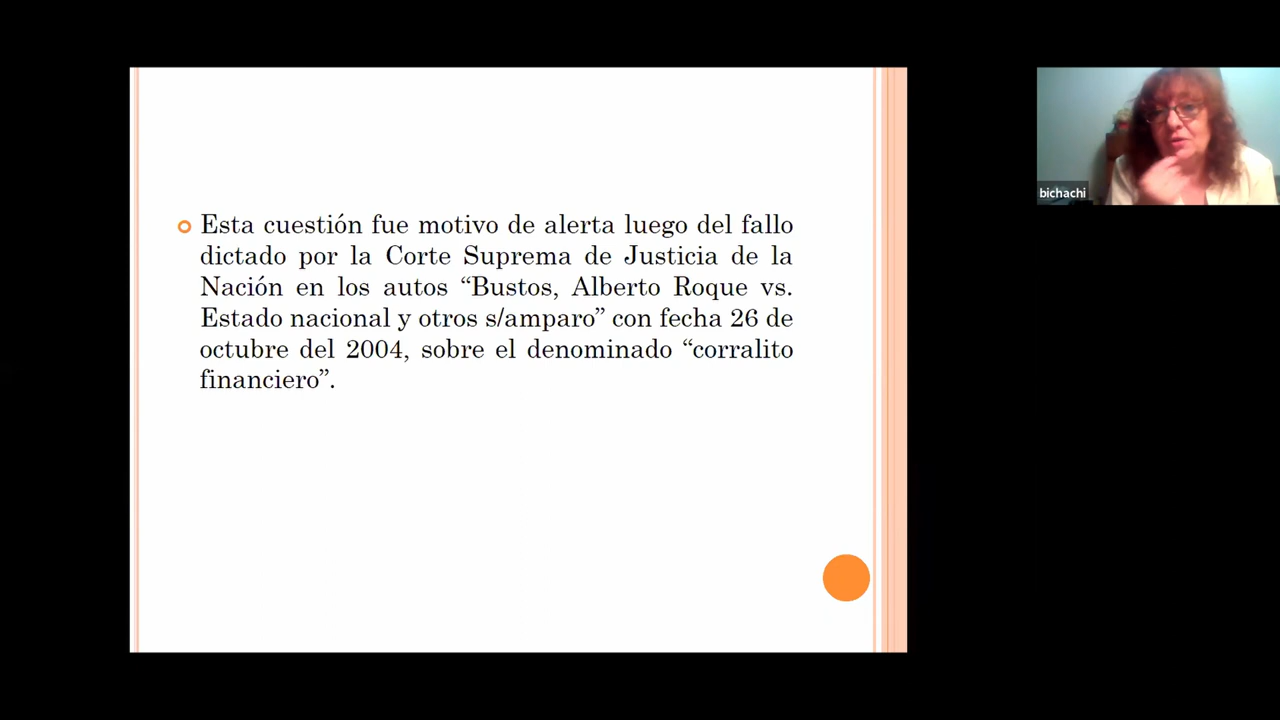 Esta cuestión fue motivo de alerta luego del fallo
dictado por la Corte Suprema de Justicia de la
Nación en los autos “Bustos, Alberto Roque vs.
Estado nacional y otros s/amparo” con fecha 26 de
octubre del 2004, sobre el denominado “corralito
financiero”.
bichachi